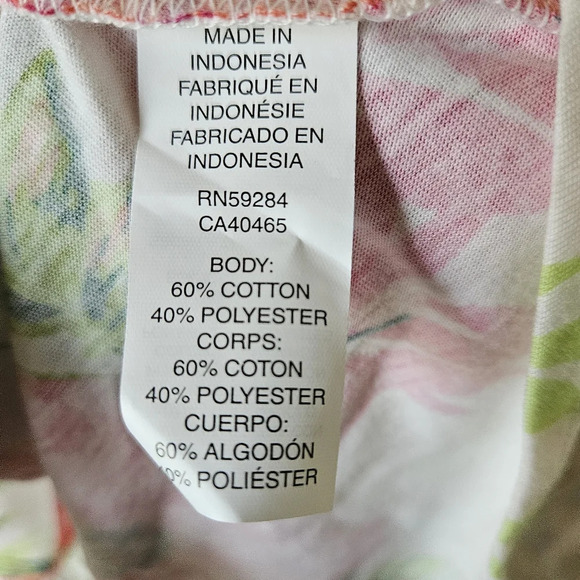 MADE IN
INDONESIA
FABRIQUÉ EN
INDONÉSIE
FABRICADO EN
INDONESIA
RN59284
CA40465
BODY:
60% COTTON
40% POLYESTER
CORPS:
60% COTON
40% POLYESTER
CUERPO:
60% ALGODÓN
40% POLIÉSTER